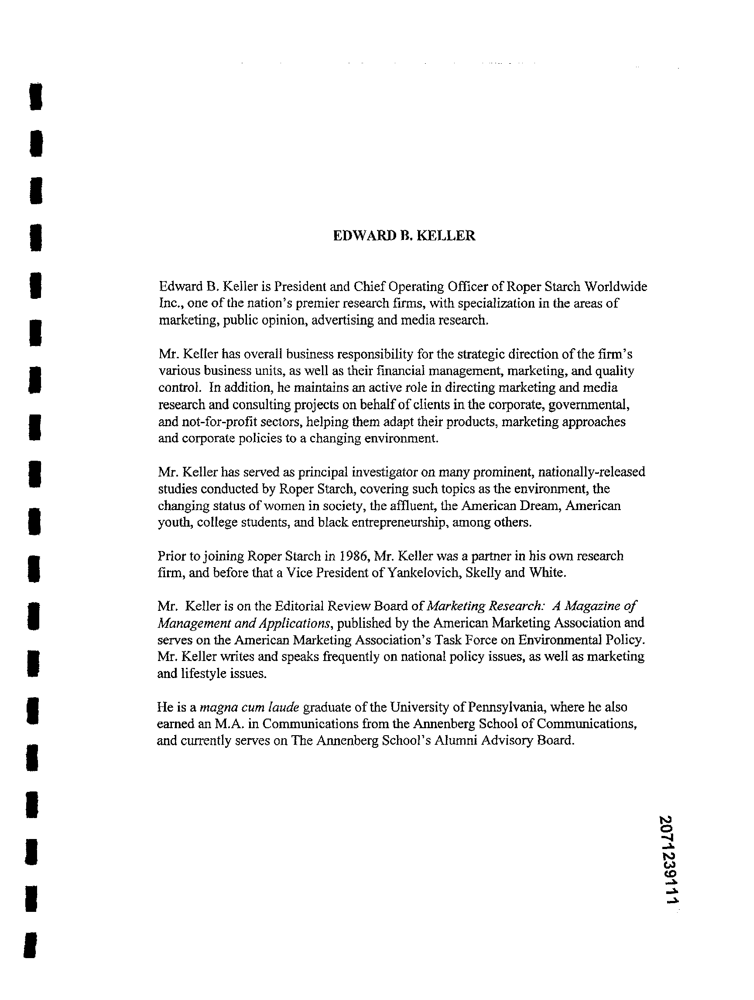 EDWARD B. KELLER
Edward B. Keller is President and Chief Operating Officer of Roper Starch Worldwide
Inc., one of the nation's premier research firms, with specialization in the areas of
marketing, public opinion, advertising and media research.
Mr. Keller has overall business responsibility for the strategic direction of the firm's
various business units, as well as their financial management, marketing, and quality
control. In addition, he maintains an active role in directing marketing and media
research and consulting projects on behalf of clients in the corporate, governmental,
and not-for-profit sectors, helping them adapt their products, marketing approaches
and corporate policies to a changing environment.
Mr. Keller has served as principal investigator on many prominent, nationally-released
studies conducted by Roper Starch, covering such topics as the environment, the
changing status of women in society, the affluent, the American Dream, American
youth, college students, and black entrepreneurship, among others.
Prior to joining Roper Starch in 1986, Mr. Keller was a partner in his own research
firm, and before that a Vice President of Yankelovich, Skelly and White.
Mr. Keller is on the Editorial Review Board of Marketing Research: A Magazine of
Management and Applications, published by the American Marketing Association and
serves on the American Marketing Association's Task Force on Environmental Policy.
Mr. Keller writes and speaks frequently on national policy issues, as well as marketing
and lifestyle issues.
He is a magna cum laude graduate of the University of Pennsylvania, where he also
earned an M.A. in Communications from the Annenberg School of Communications,
and currently serves on The Annenberg School's Alumni Advisory Board.
2071239111